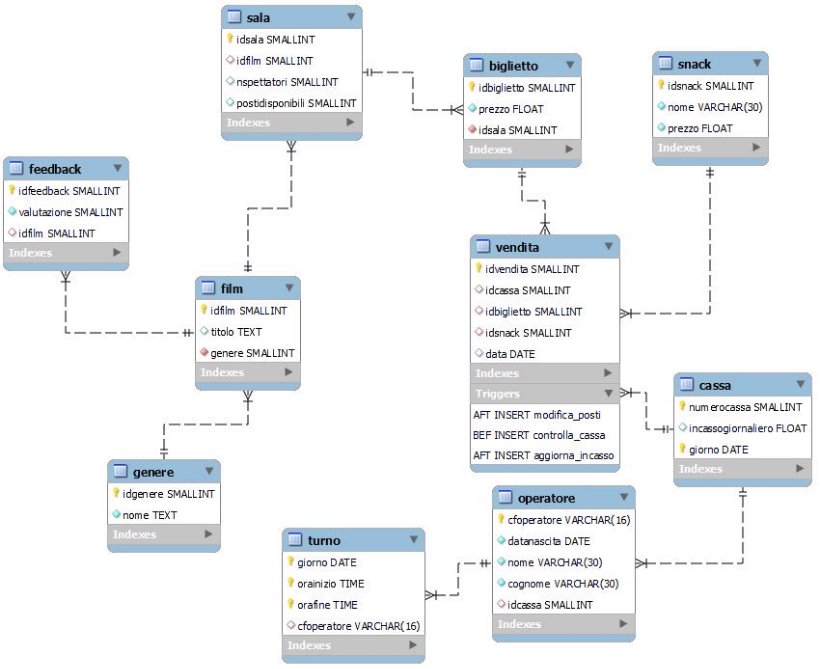 sala
idsala SMALLINT
idfilm SMALLINT
nspettatori SMALLINT
postidisponibili SMALLINT
Indexes
biglietto
idbiglietto SMALLINT
prezzo FLOAT
idsala SMALLINT
Indexes
snack
idsnack SMALLINT
nome VARCHAR(30)
prezzo FLOAT
Indexes
feedback
idfeedback SMALLINT
valutazione SMALLINT
idfilm SMALLINT
Indexes
film
idfilm SMALLINT
titolo TEXT
genere SMALLINT
Indexes
vendita
idvendita SMALLINT
idcassa SMALLINT
idbiglietto SMALLINT
idsnack SMALLINT
data DATE
Indexes
Triggers
AFT INSERT modifica_posti
BEF INSERT controlla_cassa
AFT INSERT aggiorna_incasso
cassa
numerocassa SMALLINT
incassogiornaliero FLOAT
giorno DATE
Indexes
genere
idgenere SMALLINT
nome TEXT
Indexes
operatore
cfoperatore VARCHAR(16)
datanascita DATE
nome VARCHAR(30)
cognome VARCHAR(30)
idcassa SMALLINT
Indexes
turno
giorno DATE
orainizio TIME
orafine TIME
cfoperatore VARCHAR(16)
Indexes